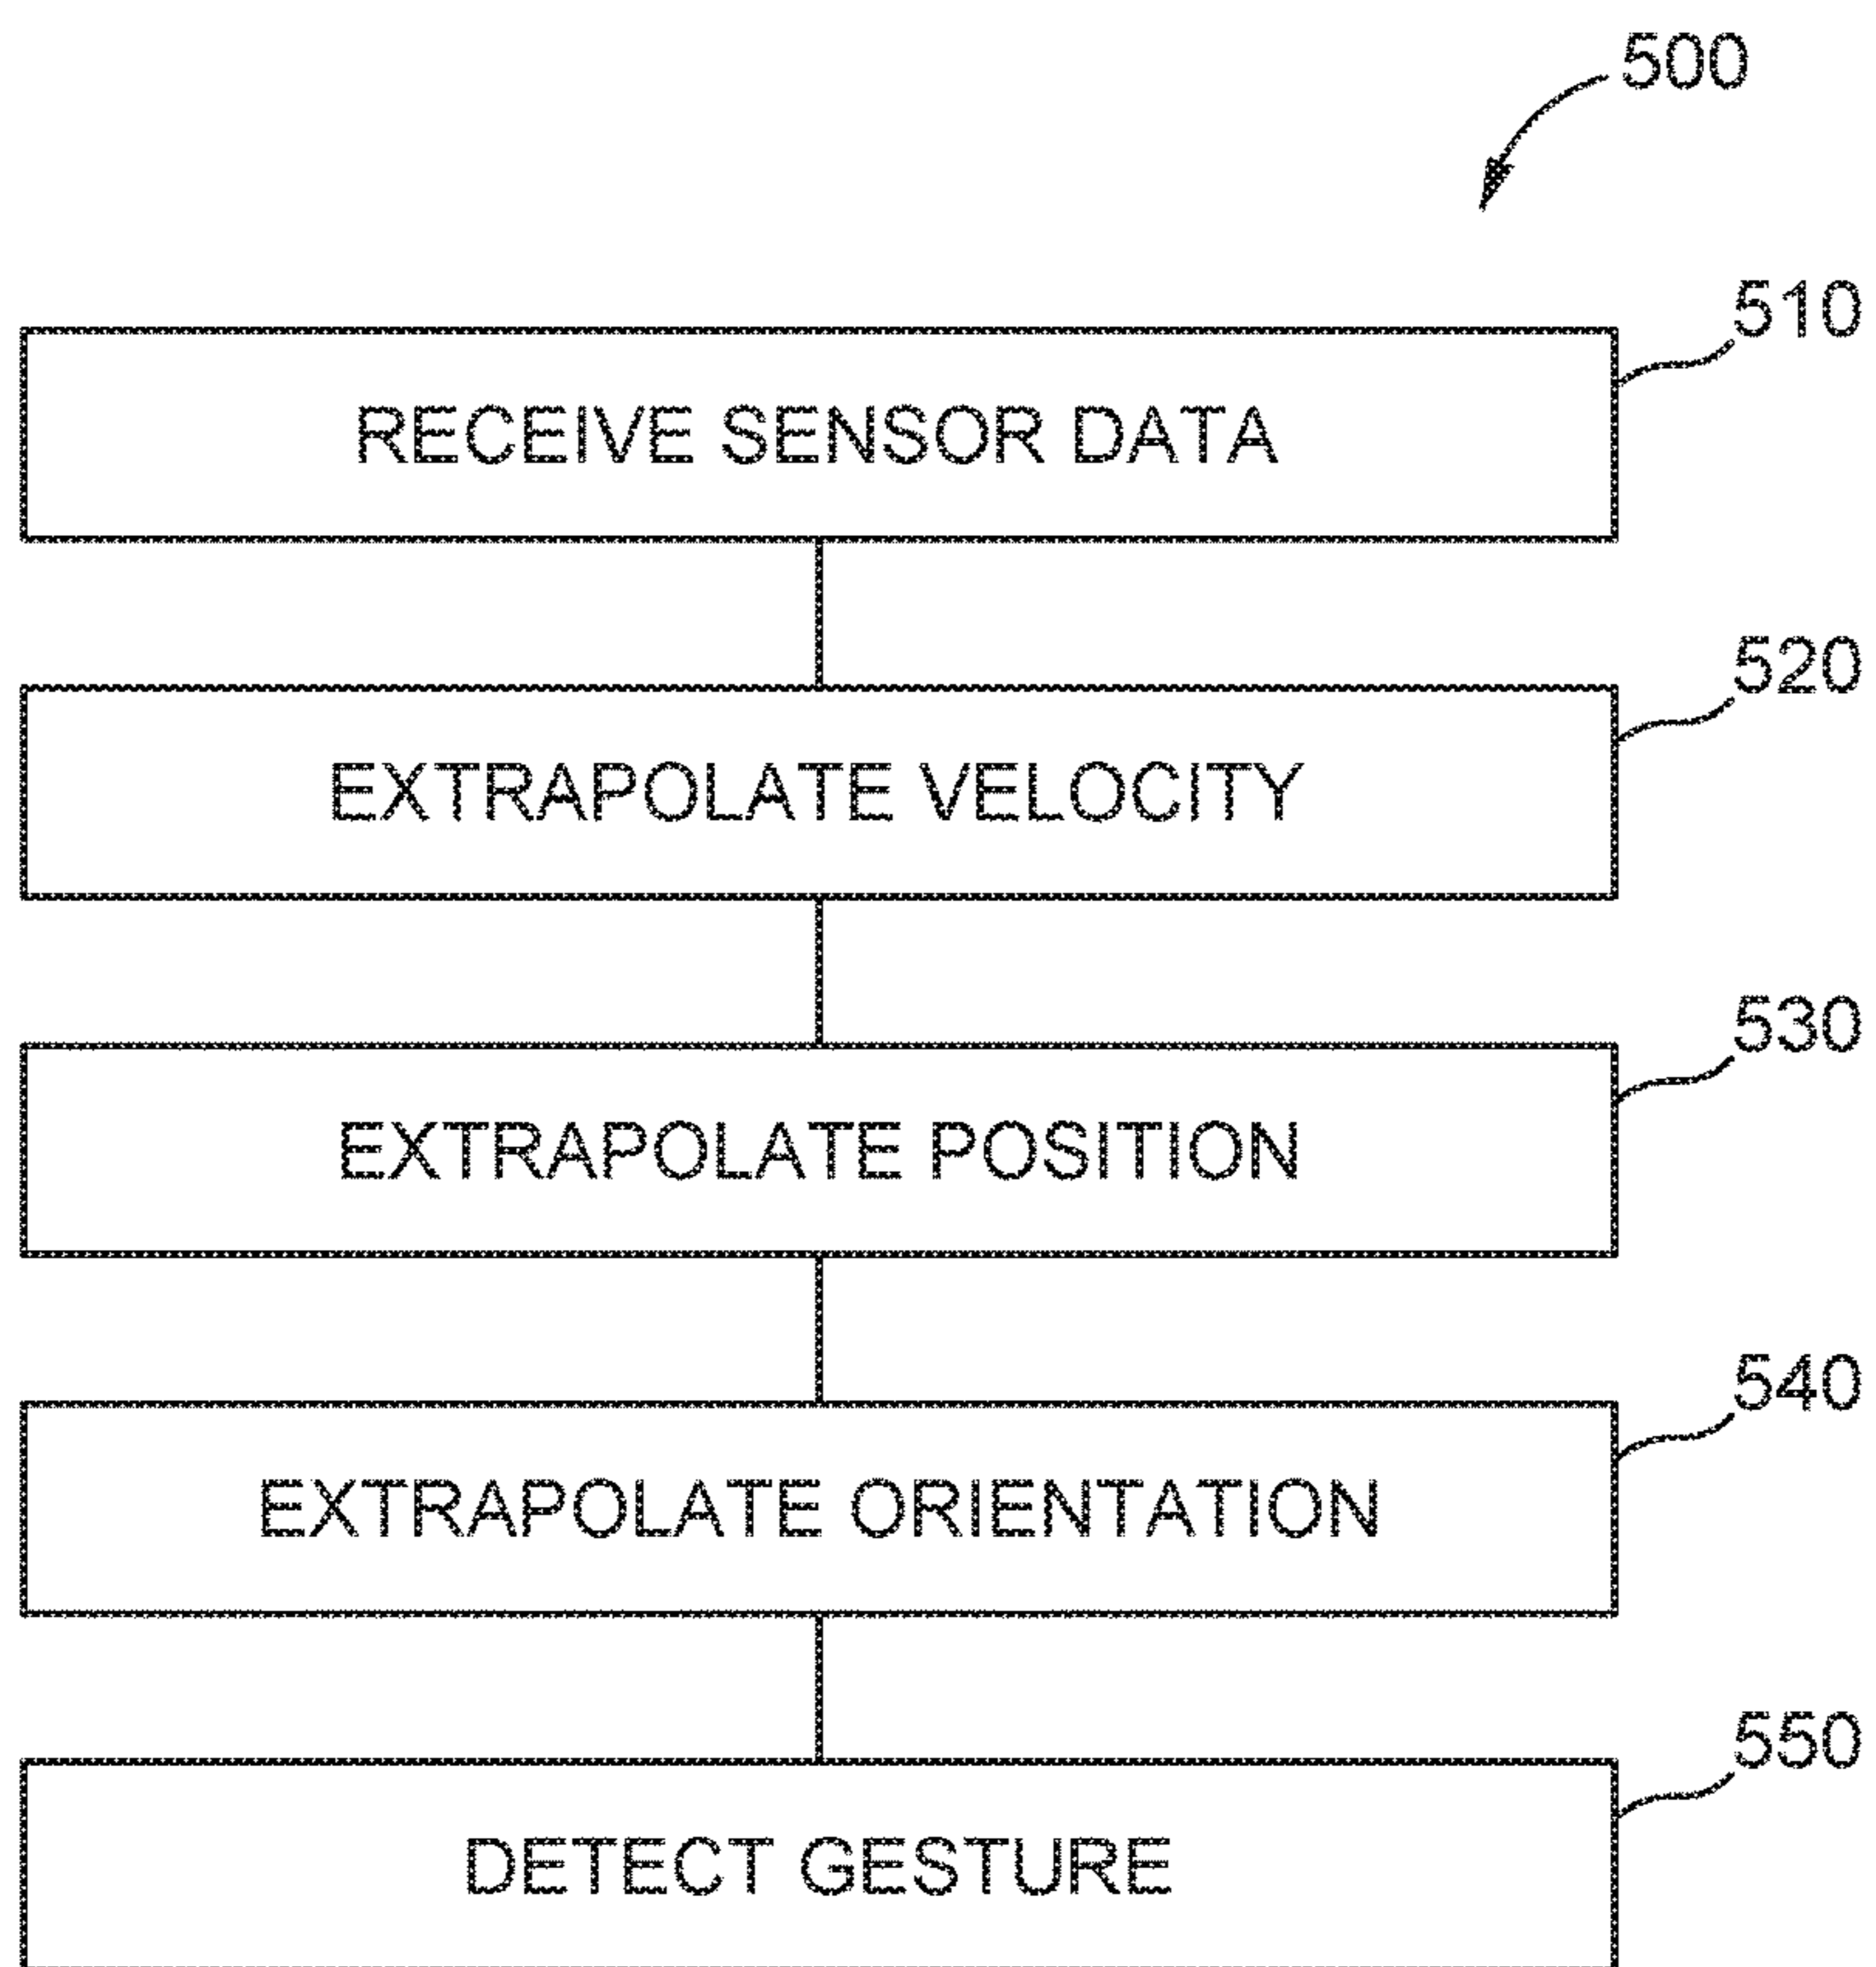 500
510
RECEIVE SENSOR DATA
520
EXTRAPOLATE VELOCITY
530
EXTRAPOLATE POSITION
540
EXTRAPOLATE ORIENTATION
550
DETECT GESTURE